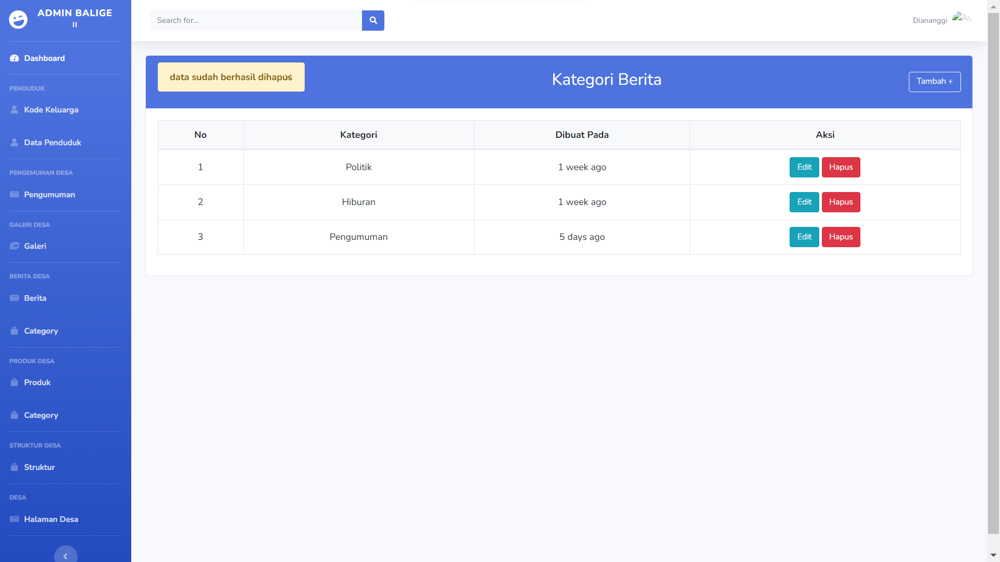 ADMIN BALIGE
II
Dashboard
PENDUDUK
Kode Keluarga
Data Penduduk
PENGEMUMAN DESA
Pengumuman
GALERI DESA
Galeri
BERITA DESA
Berita
Category
PRODUK DESA
Produk
Category
STRUKTUR DESA
Struktur
DESA
Halaman Desa
Search for...
Diananggi
data sudah berhasil dihapus
Kategori Berita
Tambah +
No Kategori Dibuat Pada Aksi
1 Politik 1 week ago Edit Hapus
2 Hiburan 1 week ago Edit Hapus
3 Pengumuman 5 days ago Edit Hapus